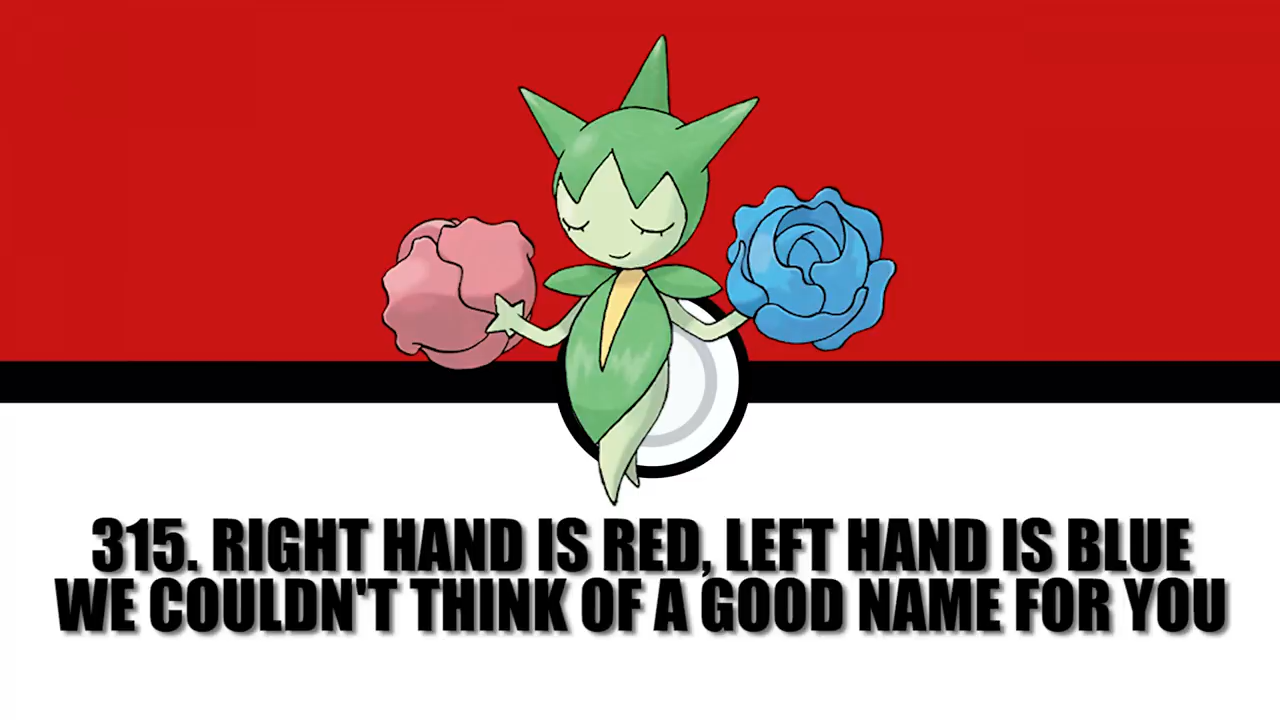 315. RIGHT HAND IS RED, LEFT HAND IS BLUE
WE COULDN'T THINK OF A GOOD NAME FOR YOU